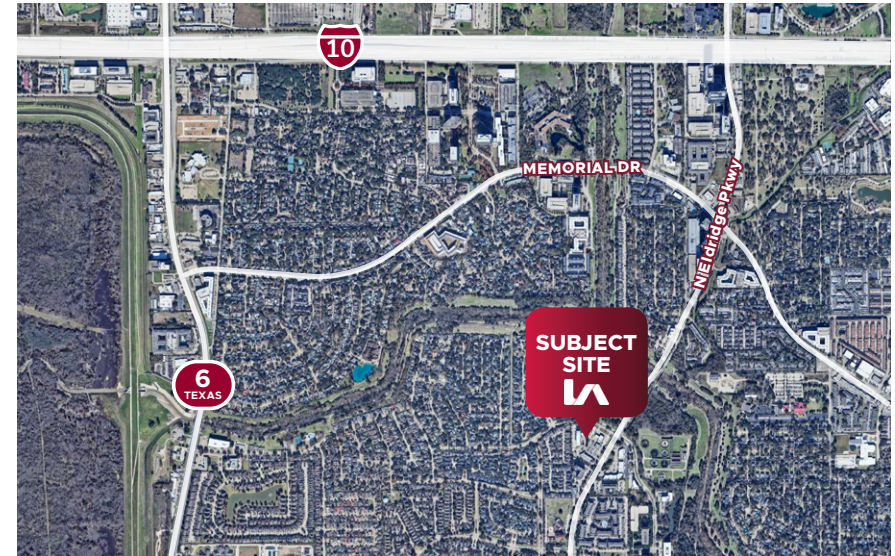 10
MEMORIAL DR
N Eldridge Pkwy
SUBJECT
SITE
6
TEXAS